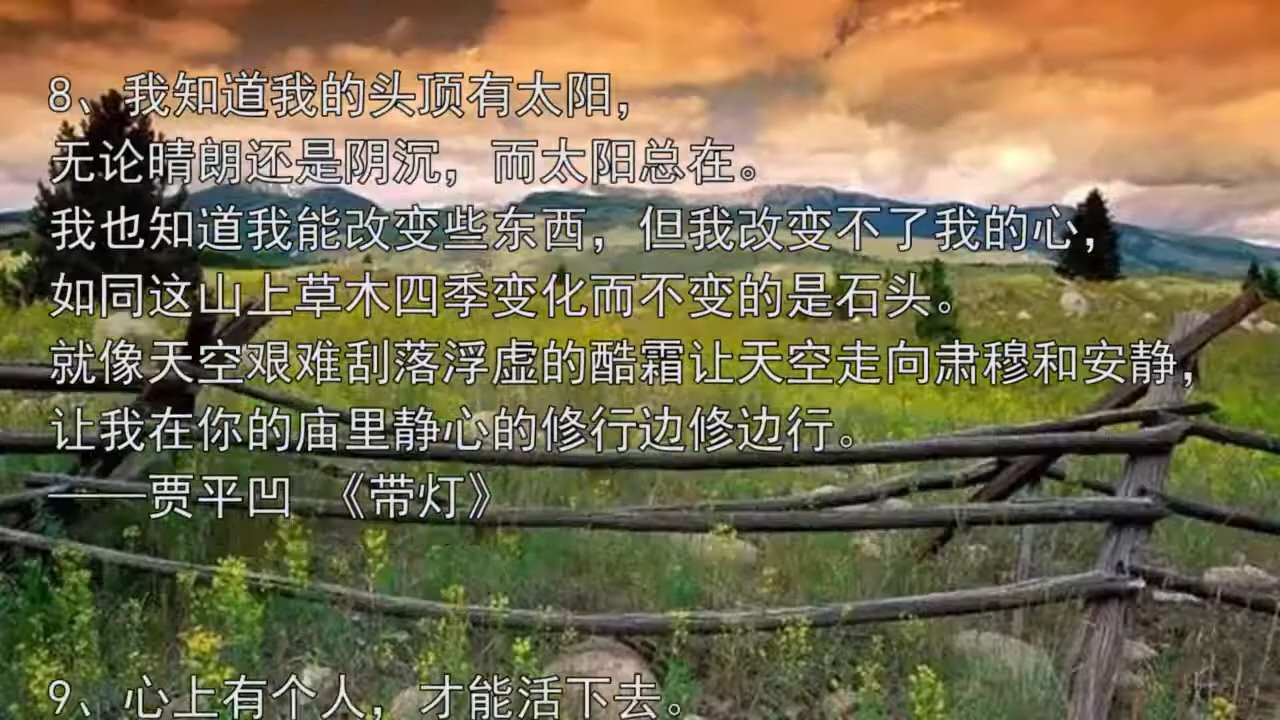 8、我知道我的头顶有太阳，
无论晴朗还是阴沉，而太阳总在。
我也知道我能改变些东西，但我改变不了我的心，
如同这山上草木四季变化而不变的是石头。
就像天空艰难刮落浮虚的酷霜让天空走向肃穆和安静，
让我在你的庙里静心的修行边修边行。
——贾平凹 《带灯》
9、心上有个人，才能活下去。